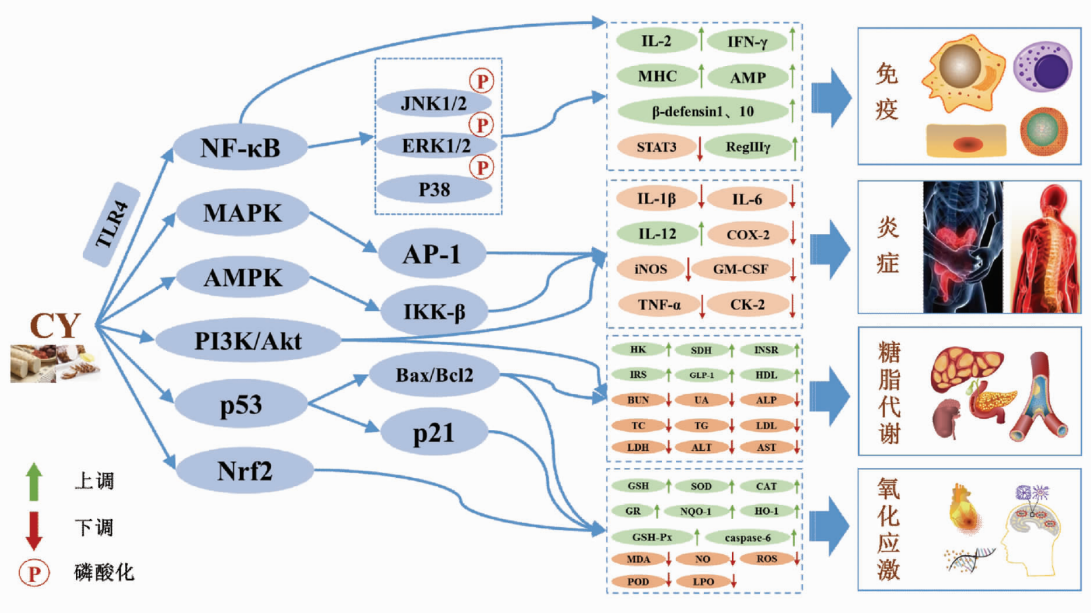 CY
TLR4
NF-κB
MAPK
AMPK
PI3K/Akt
p53
Nrf2
P
JNK1/2
P
ERK1/2
P
P38
AP-1
IKK-β
Bax/Bcl2
p21
IL-2 IFN-γ
MHC AMP
β-defensin1、10
STAT3 RegIIIγ
IL-1β IL-6
IL-12 COX-2
iNOS GM-CSF
TNF-α CK-2
HK SDH INSR
IRS GLP-1 HDL
BUN UA ALP
TC TG LDL
LDH ALT AST
GSH SOD CAT
GR NQO-1 HO-1
GSH-Px caspase-6
MDA NO ROS
POD LPO
免疫
炎症
糖脂代谢
氧化应激
上调
下调
P 磷酸化